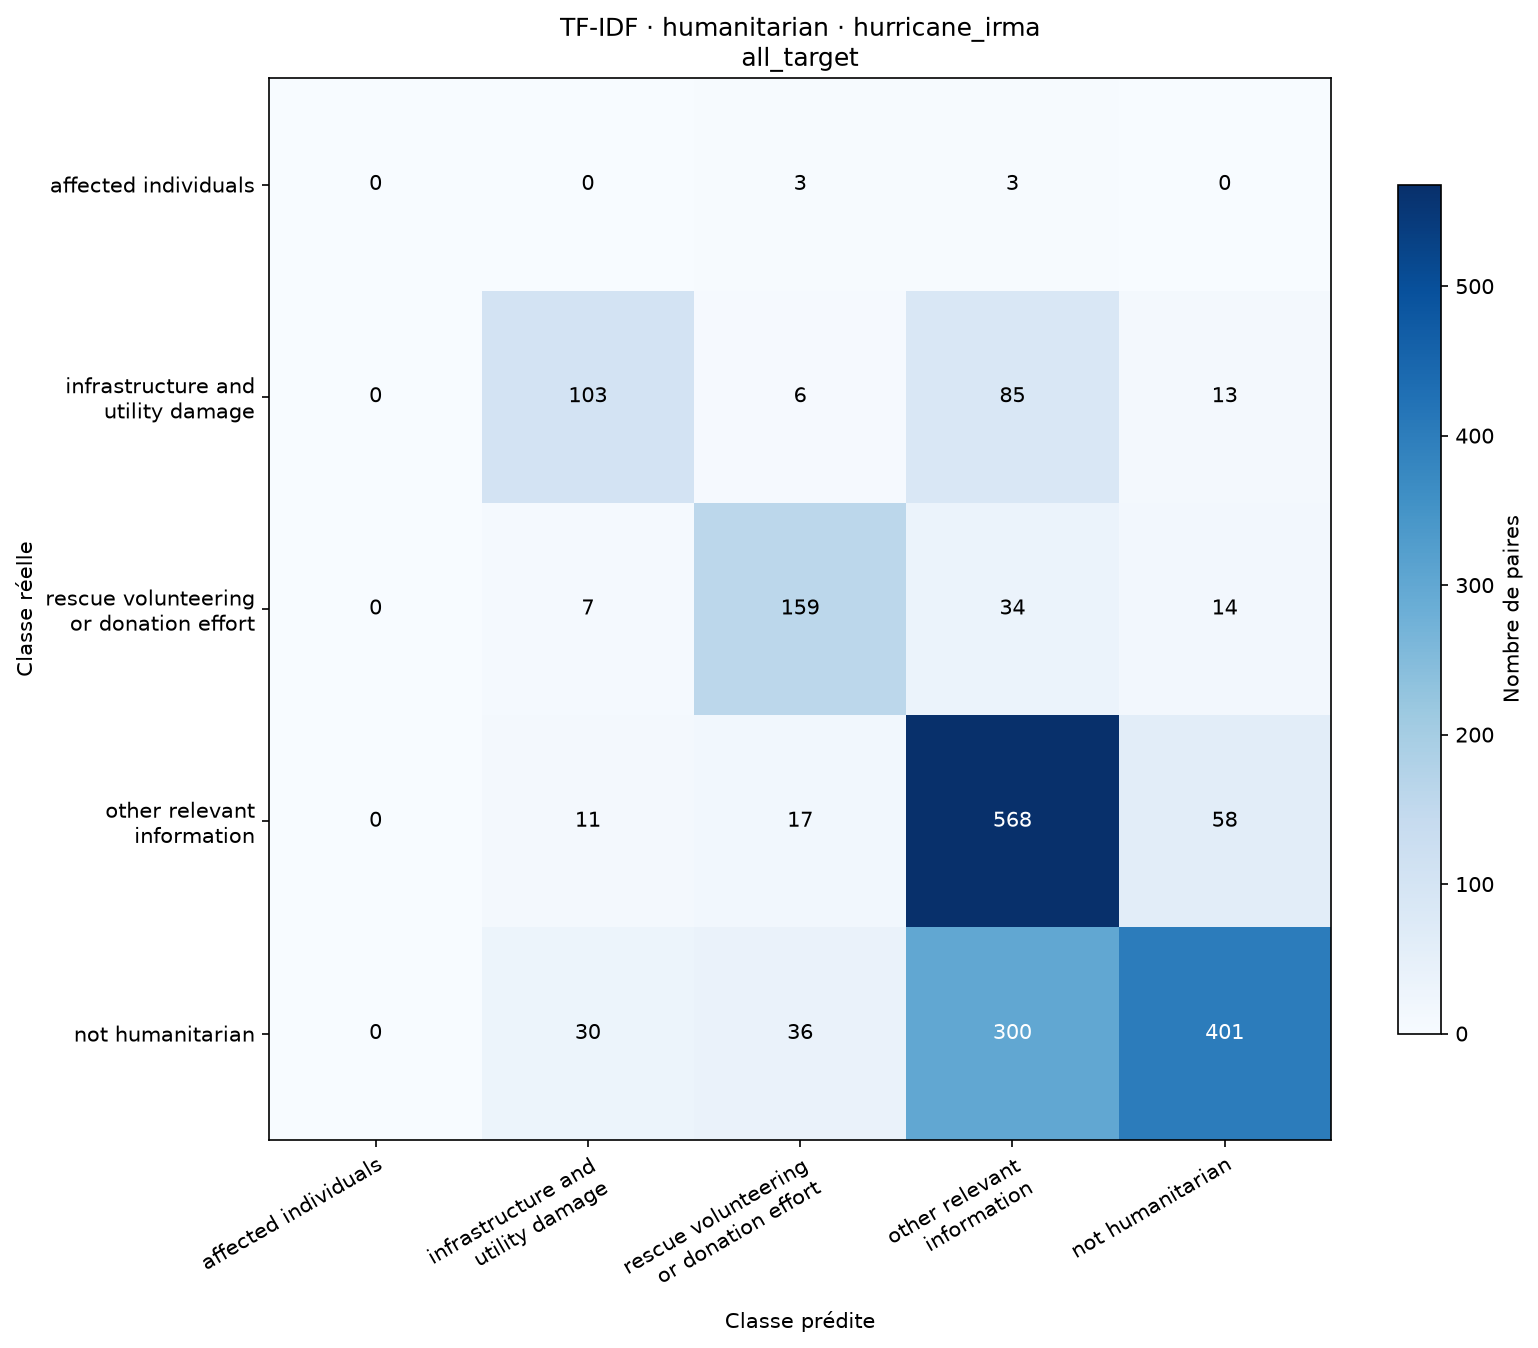 TF-IDF · humanitarian · hurricane_irma
all_target
Classe réelle
affected individuals
0 0 3 3 0
infrastructure and
utility damage
0 103 6 85 13
rescue volunteering
or donation effort
0 7 159 34 14
other relevant
information
0 11 17 568 58
not humanitarian
0 30 36 300 401
affected individuals
infrastructure and
utility damage
rescue volunteering
or donation effort
other relevant
information
not humanitarian
Classe prédite
500
400
300
200
100
0
Nombre de paires